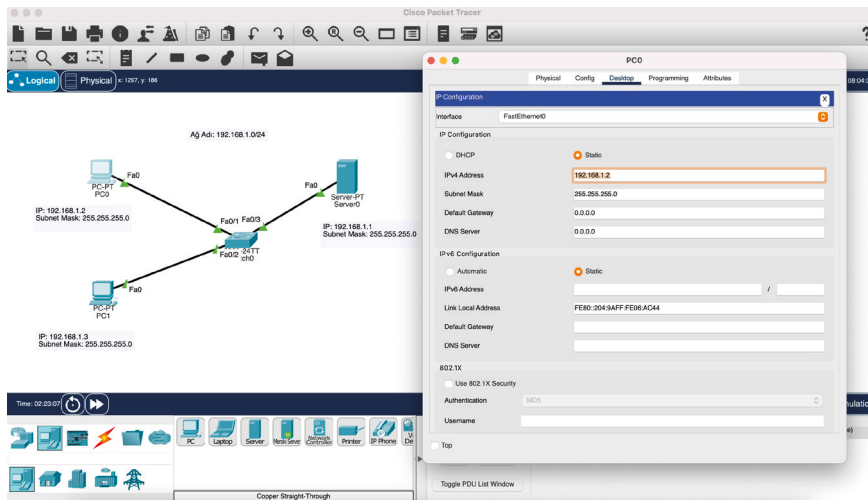 Cisco Packet Tracer
Logical
Physical
x: 1297, y: 186
Ağ Adı: 192.168.1.0/24
Fa0
PC-PT
PC0
IP: 192.168.1.2
Subnet Mask: 255.255.255.0
Fa0
Server-PT
Server0
IP: 192.168.1.1
Subnet Mask: 255.255.255.0
Fa0/1 Fa0/3
Fa0/2
-24TT
Fa0
PC-PT
PC1
IP: 192.168.1.3
Subnet Mask: 255.255.255.0
PC0
Physical Config Desktop Programming Attributes
IP Configuration
X
Interface FastEthernet0
IP Configuration
DHCP Static
IPv4 Address 192.168.1.2
Subnet Mask 255.255.255.0
Default Gateway 0.0.0.0
DNS Server 0.0.0.0
IPv6 Configuration
Automatic Static
IPv6 Address /
Link Local Address FE80::204:9AFF:FE06:AC44
Default Gateway
DNS Server
802.1X
Use 802.1X Security
Authentication MD5
Username
Top
Time: 02:23:07
PC Laptop Server Meraki Server Network Controller Printer IP Phone
Copper Straight-Through
Toggle PDU List Window